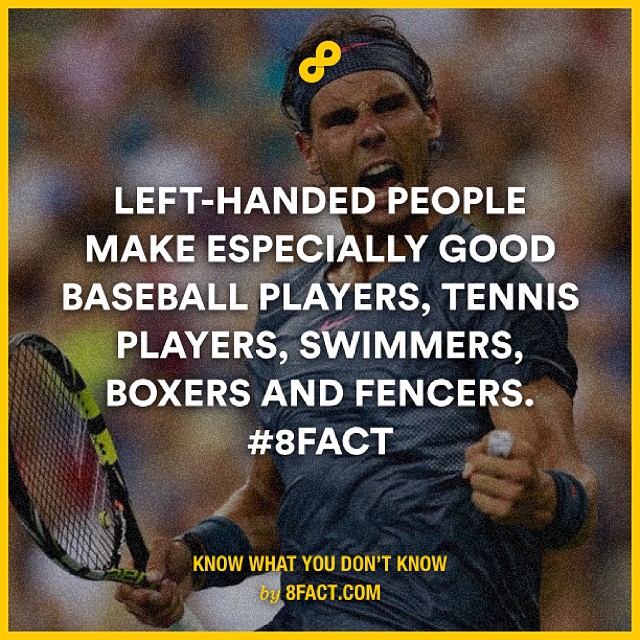 LEFT-HANDED PEOPLE
MAKE ESPECIALLY GOOD
BASEBALL PLAYERS, TENNIS
PLAYERS, SWIMMERS,
BOXERS AND FENCERS.
#8FACT
KNOW WHAT YOU DON'T KNOW
by 8FACT.COM